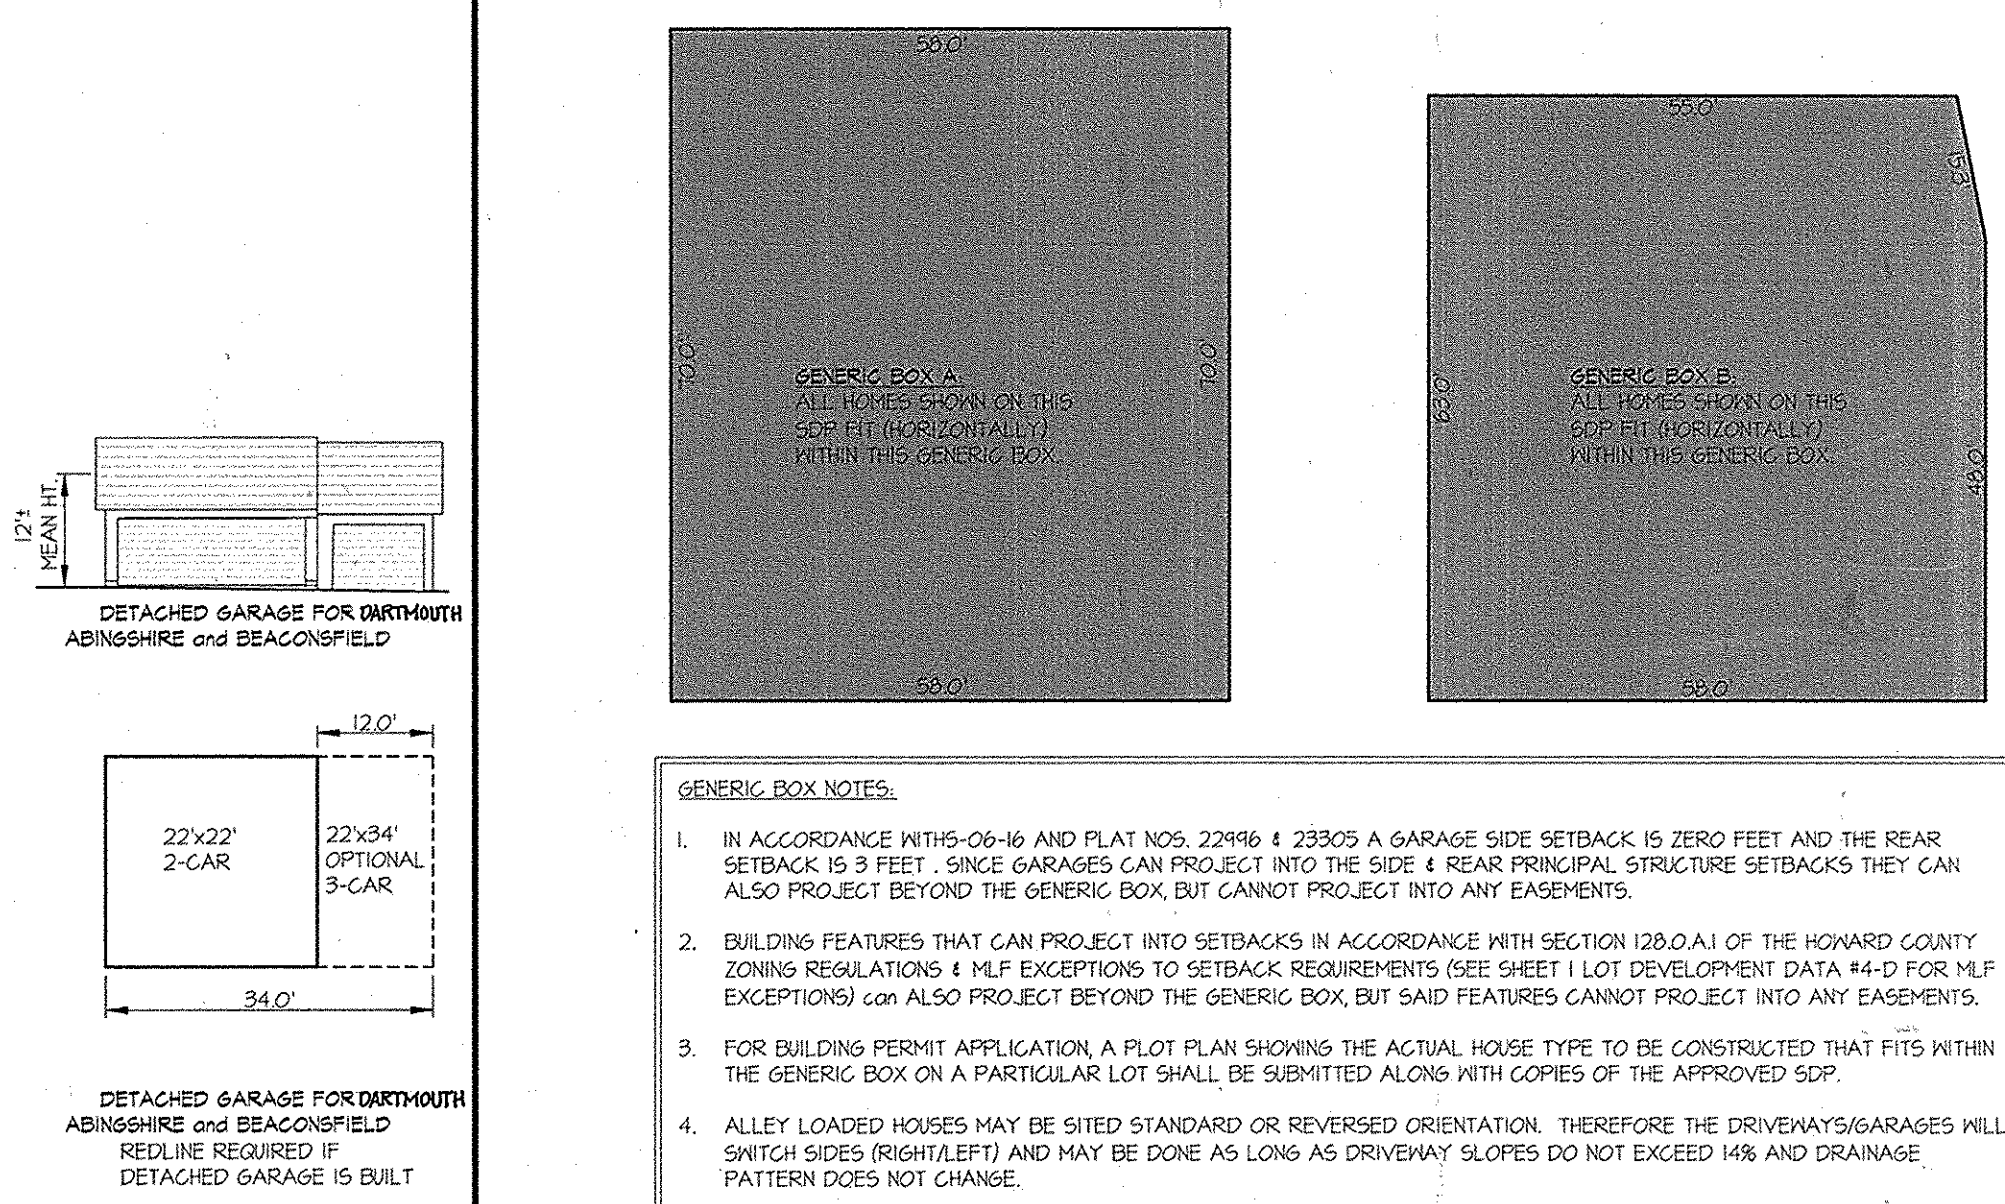 12'±
MEAN HT.
DETACHED GARAGE FOR DARTMOUTH
ABINGSHIRE and BEACONSFIELD
12.0'
22'x22'
2-CAR
22'x34'
OPTIONAL
3-CAR
34.0'
DETACHED GARAGE FOR DARTMOUTH
ABINGSHIRE and BEACONSFIELD
REDLINE REQUIRED IF
DETACHED GARAGE IS BUILT
58.0'
70.0'
70.0'
GENERIC BOX A:
ALL HOMES SHOWN ON THIS
SDP FIT (HORIZONTALLY)
WITHIN THIS GENERIC BOX.
58.0'
55.0'
15.3'
63.0'
48.0'
GENERIC BOX B:
ALL HOMES SHOWN ON THIS
SDP FIT (HORIZONTALLY)
WITHIN THIS GENERIC BOX.
58.0'
GENERIC BOX NOTES:
1. IN ACCORDANCE WITHS-06-16 AND PLAT NOS. 22996 & 23305 A GARAGE SIDE SETBACK IS ZERO FEET AND THE REAR
SETBACK IS 3 FEET . SINCE GARAGES CAN PROJECT INTO THE SIDE & REAR PRINCIPAL STRUCTURE SETBACKS THEY CAN
ALSO PROJECT BEYOND THE GENERIC BOX, BUT CANNOT PROJECT INTO ANY EASEMENTS.
2. BUILDING FEATURES THAT CAN PROJECT INTO SETBACKS IN ACCORDANCE WITH SECTION 128.0.A.1 OF THE HOWARD COUNTY
ZONING REGULATIONS & MLF EXCEPTIONS TO SETBACK REQUIREMENTS (SEE SHEET 1 LOT DEVELOPMENT DATA #4-D FOR MLF
EXCEPTIONS) can ALSO PROJECT BEYOND THE GENERIC BOX, BUT SAID FEATURES CANNOT PROJECT INTO ANY EASEMENTS.
3. FOR BUILDING PERMIT APPLICATION, A PLOT PLAN SHOWING THE ACTUAL HOUSE TYPE TO BE CONSTRUCTED THAT FITS WITHIN
THE GENERIC BOX ON A PARTICULAR LOT SHALL BE SUBMITTED ALONG WITH COPIES OF THE APPROVED SDP.
4. ALLEY LOADED HOUSES MAY BE SITED STANDARD OR REVERSED ORIENTATION. THEREFORE THE DRIVEWAYS/GARAGES WILL
SWITCH SIDES (RIGHT/LEFT) AND MAY BE DONE AS LONG AS DRIVEWAY SLOPES DO NOT EXCEED 14% AND DRAINAGE
PATTERN DOES NOT CHANGE.